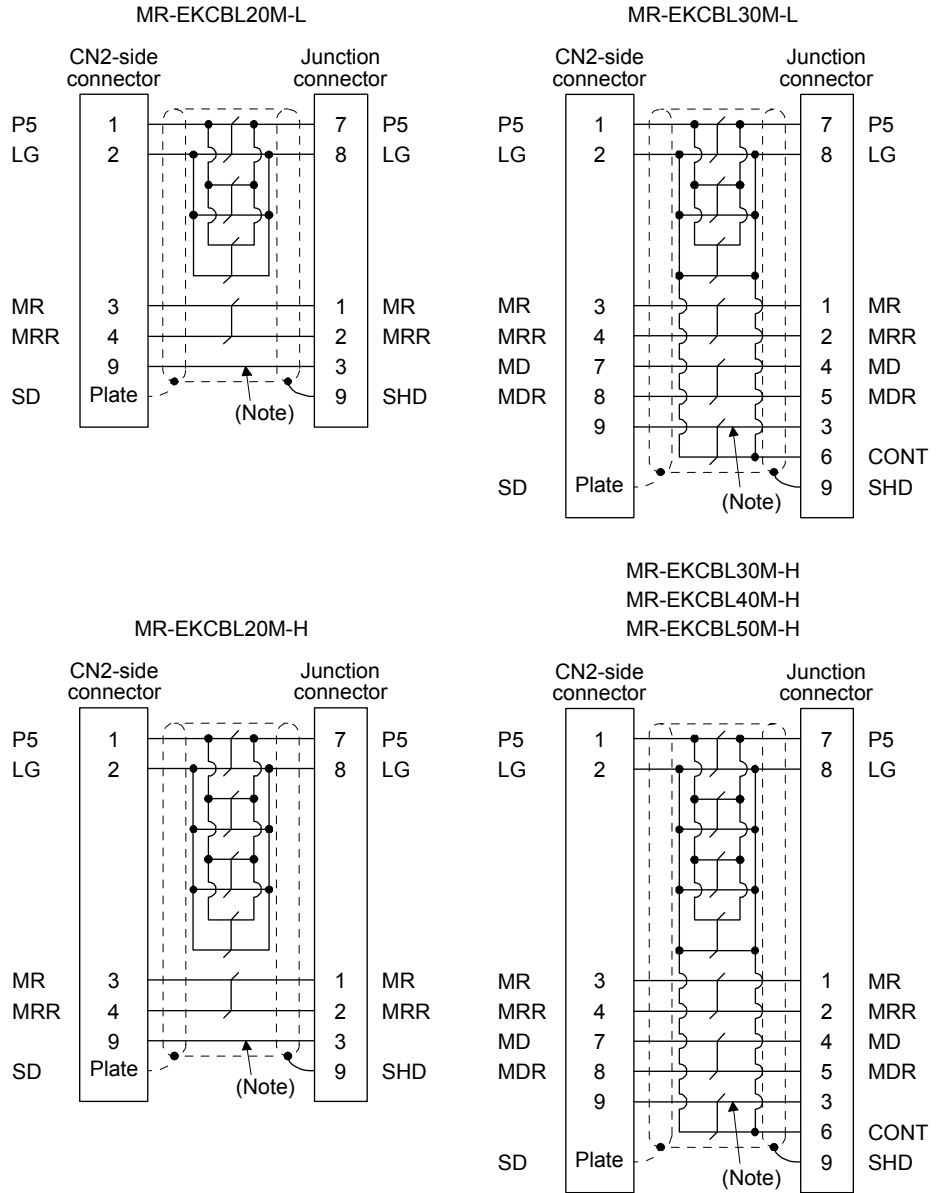 MR-EKCBL20M-L
CN2-side connector
Junction connector
P5 1 7 P5
LG 2 8 LG
MR 3 1 MR
MRR 4 2 MRR
9 3
SD Plate 9 SHD
(Note)
MR-EKCBL30M-L
CN2-side connector
Junction connector
P5 1 7 P5
LG 2 8 LG
MR 3 1 MR
MRR 4 2 MRR
MD 7 4 MD
MDR 8 5 MDR
9 3
6 CONT
SD Plate 9 SHD
(Note)
MR-EKCBL20M-H
CN2-side connector
Junction connector
P5 1 7 P5
LG 2 8 LG
MR 3 1 MR
MRR 4 2 MRR
9 3
SD Plate 9 SHD
(Note)
MR-EKCBL30M-H
MR-EKCBL40M-H
MR-EKCBL50M-H
CN2-side connector
Junction connector
P5 1 7 P5
LG 2 8 LG
MR 3 1 MR
MRR 4 2 MRR
MD 7 4 MD
MDR 8 5 MDR
9 3
6 CONT
SD Plate 9 SHD
(Note)